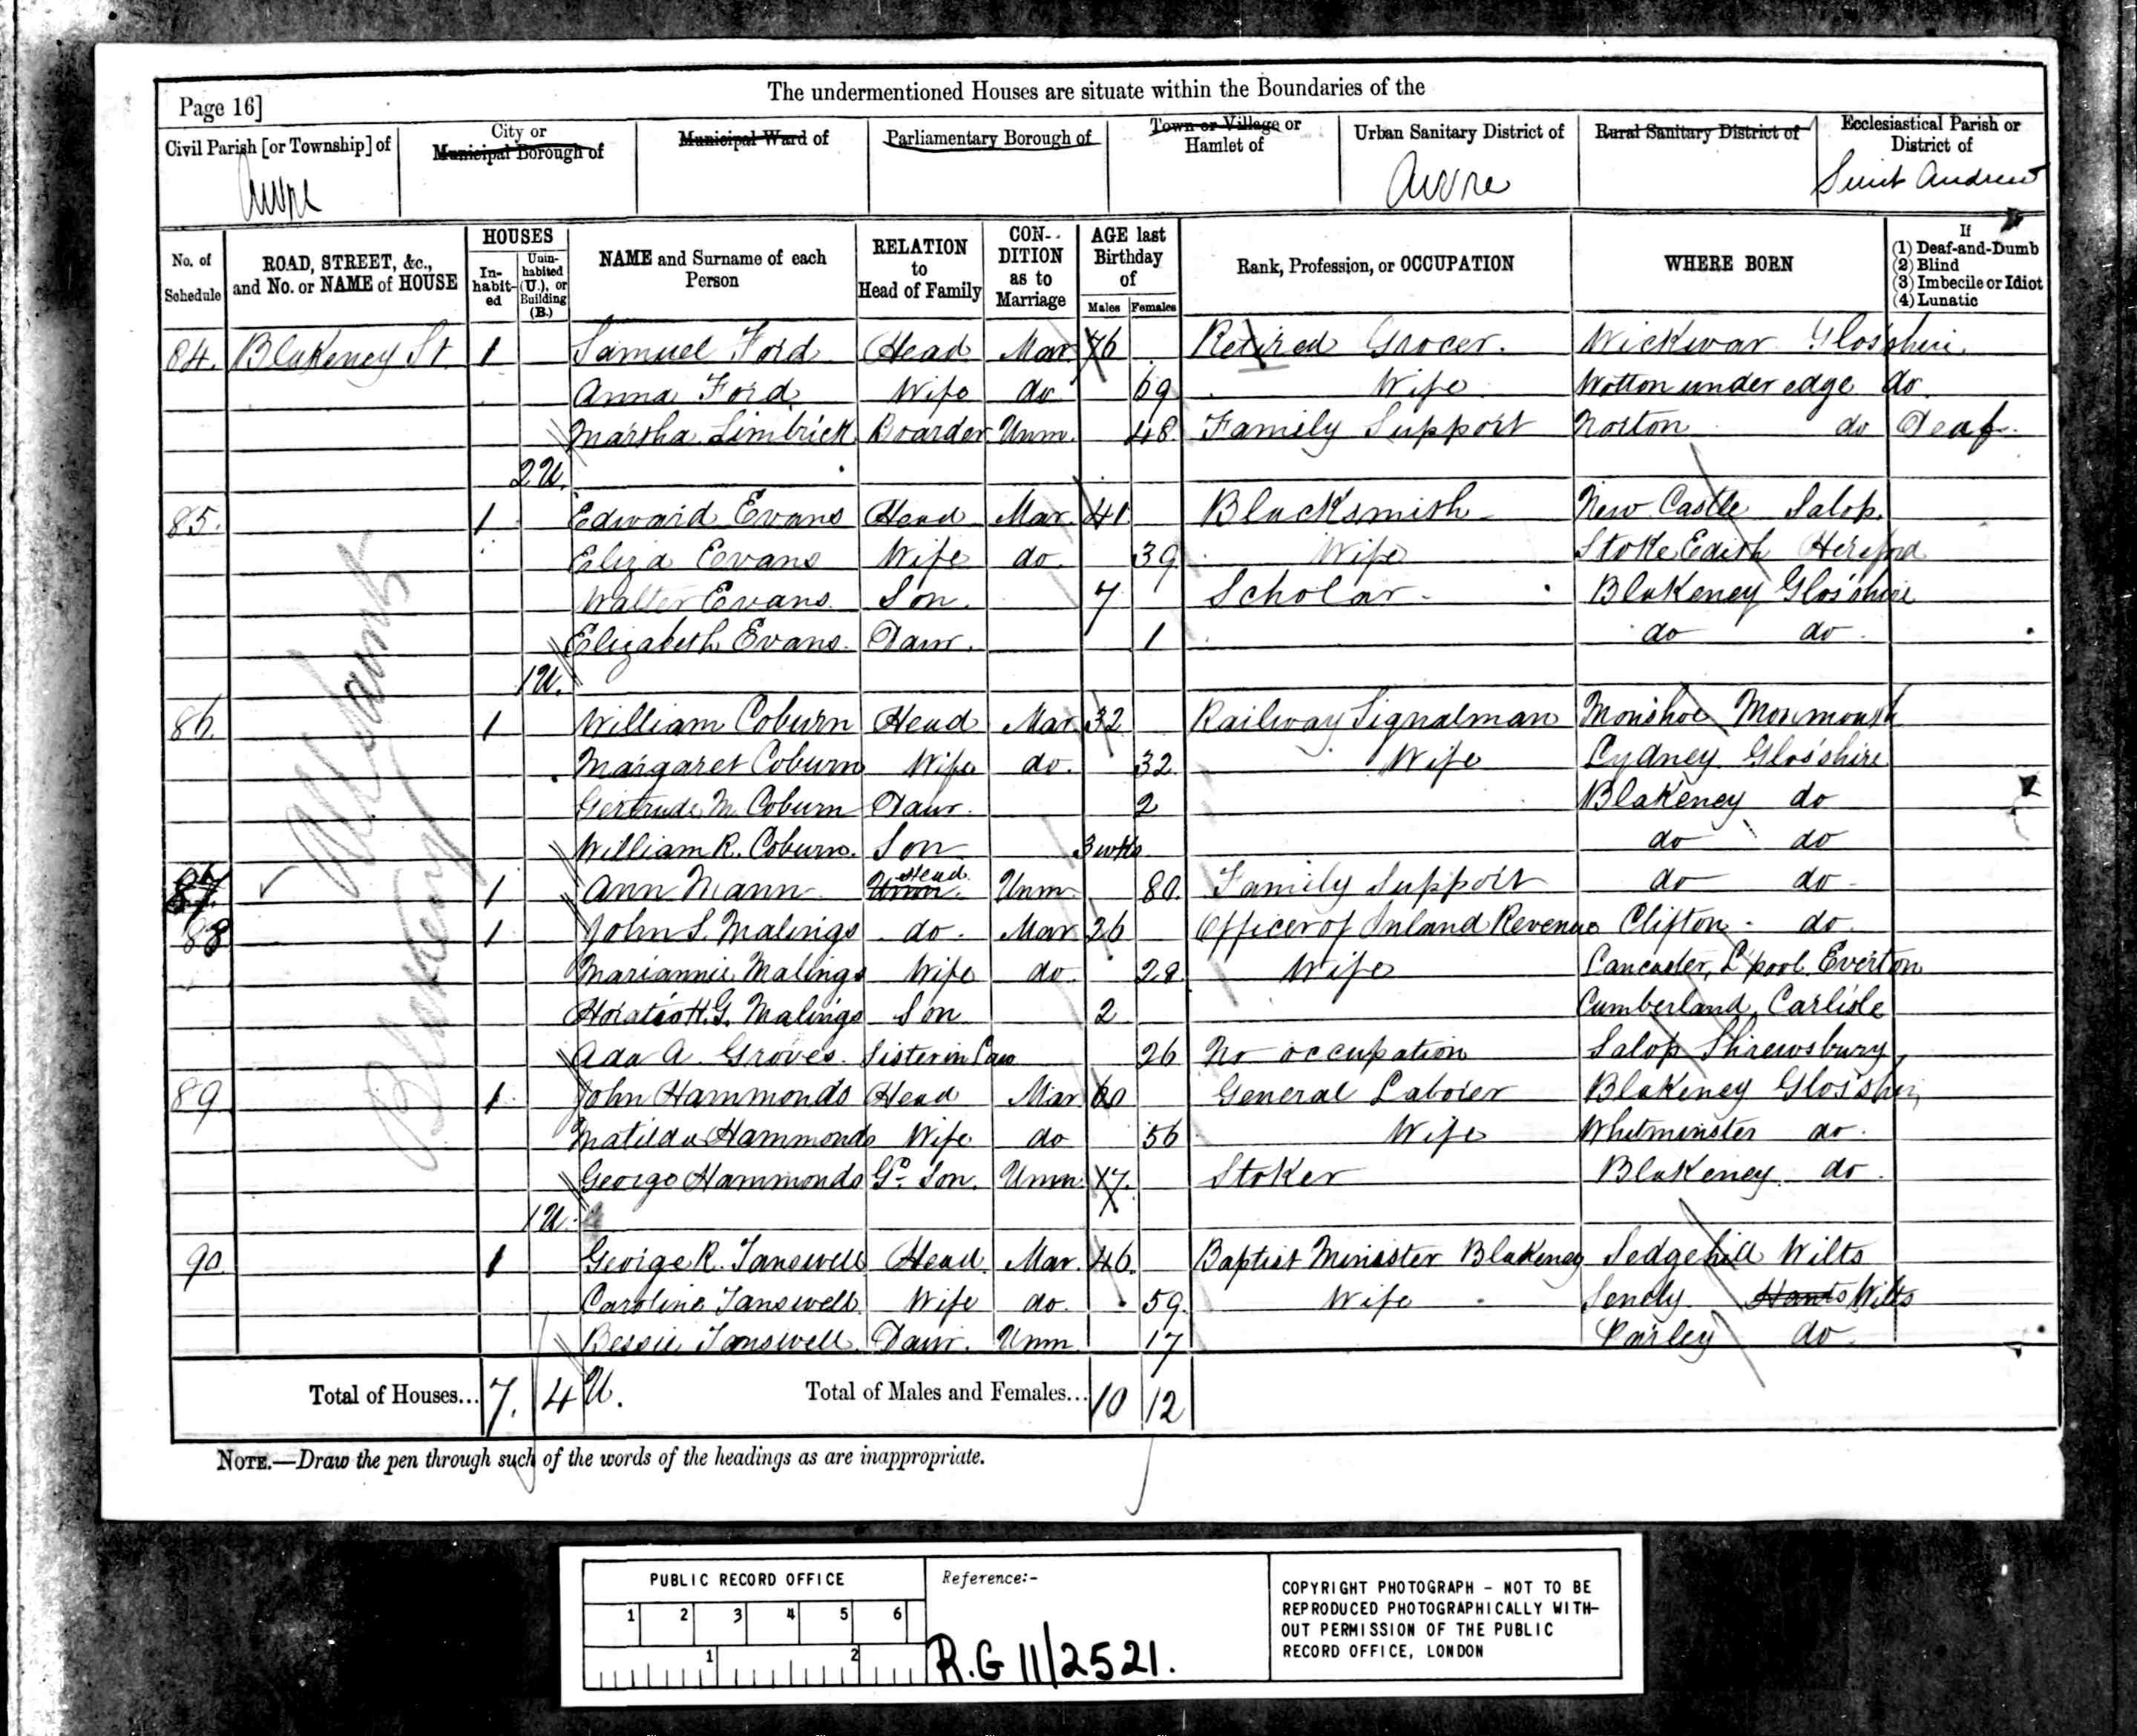 The undermentioned Houses are situate within the Boundaries of the
Page 16]
Civil Parish [or Township] of City or Municipal Borough of Municipal Ward of Parliamentary Borough of Town or Village or Hamlet of Urban Sanitary District of Rural Sanitary District of Ecclesiastical Parish or District of
Awre Awre Saint Andrew
No. of Schedule ROAD, STREET, &c., and No. or NAME of HOUSE HOUSES In-habit-ed Unin-habited (U.), or Building (B.) NAME and Surname of each Person RELATION to Head of Family CON-DITION as to Marriage AGE last Birthday of Males Females Rank, Profession, or OCCUPATION WHERE BORN If (1) Deaf-and-Dumb (2) Blind (3) Imbecile or Idiot (4) Lunatic
84. Blakeney St. 1 Samuel Ford Head Mar 76 Retired Grocer. Wickwar Glos'shire
Anna Ford Wife do 69 Wife Wotton under edge do.
Martha Limbrick Boarder Unm. 48 Family Support Norton do Deaf.
2 U.
85. 1 Edward Evans Head Mar. 41 Blacksmith New Castle Salop.
Eliza Evans Wife do. 39 Wife Stoke Edith Hereford
Walter Evans. Son. 7 Scholar. Blakeney Glos'shire
Elizabeth Evans. Daur. 1 do do
1 U.
86. 1 William Coburn Head Mar. 32 Railway Signalman Monmouth
Margaret Coburn Wife do. 32 Wife Lydney Glos'shire
Gertrude M. Coburn Daur. 2 Blakeney do
William R. Coburn. Son 3 wks do do
87 1 Ann Mann Head Unm 80. Family Support do do
88 1 John S. Malings do. Mar 26 Officer of Inland Revenue Clifton do.
Mariannie Malings Wife do. 28 Wife Lancaster, L'pool. Everton
Horatio H. G. Malings Son 2 Cumberland, Carlisle
Ada A. Groves. Sister in Law 26 No occupation Salop Shrewsbury
89 1 John Hammonds Head Mar. 60 General Laborer Blakeney Glos'shire
Matilda Hammonds Wife do 56 Wife Whitminster do.
George Hammonds Gd. Son. Unm. 17. Stoker Blakeney. do.
1 U.
90. 1 George R. Tanswell Head. Mar. 46. Baptist Minister Blakeney Sedgehill Wilts
Caroline Tanswell Wife do. 59. Wife Hants Wilts
Bessie Tanswell. Daur. Unm. 17 Parley do
Blakeney All Saints
Total of Houses... 7. 4 U. Total of Males and Females... 10 12
NOTE.—Draw the pen through such of the words of the headings as are inappropriate.
PUBLIC RECORD OFFICE
1 2 3 4 5 6
1 2
Reference:-
R.G 11/2521.
COPYRIGHT PHOTOGRAPH - NOT TO BE
REPRODUCED PHOTOGRAPHICALLY WITH-
OUT PERMISSION OF THE PUBLIC
RECORD OFFICE, LONDON